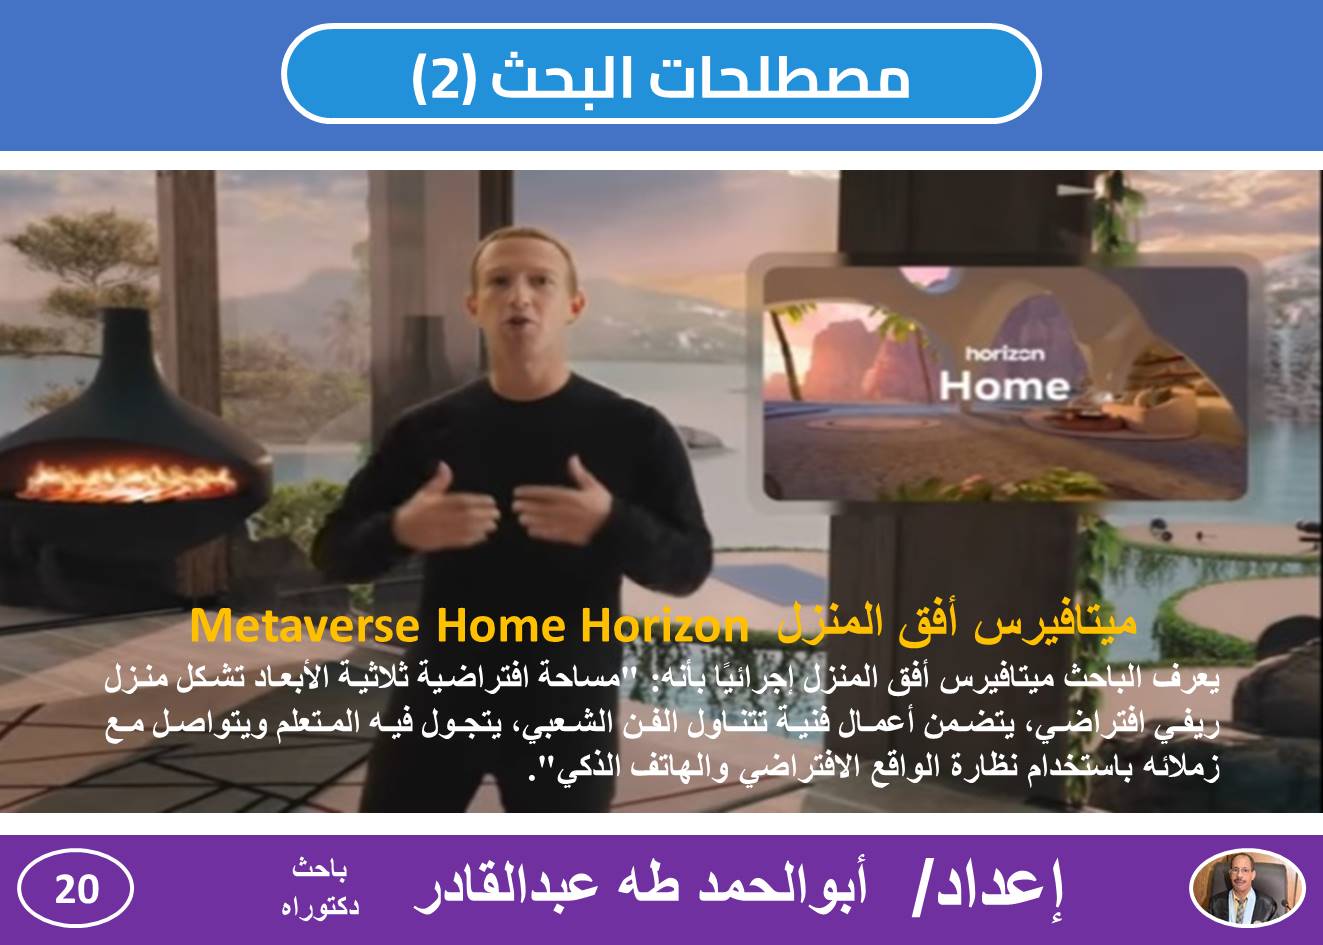 مصطلحات البحث (2)
horizon
Home
ميتافيرس أفق المنزل Metaverse Home Horizon
يعرف الباحث ميتافيرس أفق المنزل إجرائيًا بأنه: "مساحة افتراضية ثلاثية الأبعاد تشكل منزل
ريفي افتراضي، يتضمن أعمال فنية تتناول الفن الشعبي، يتجول فيه المتعلم ويتواصل مع
زملائه باستخدام نظارة الواقع الافتراضي والهاتف الذكي".
إعداد/ أبوالحمد طه عبدالقادر
باحث
دكتوراه
20